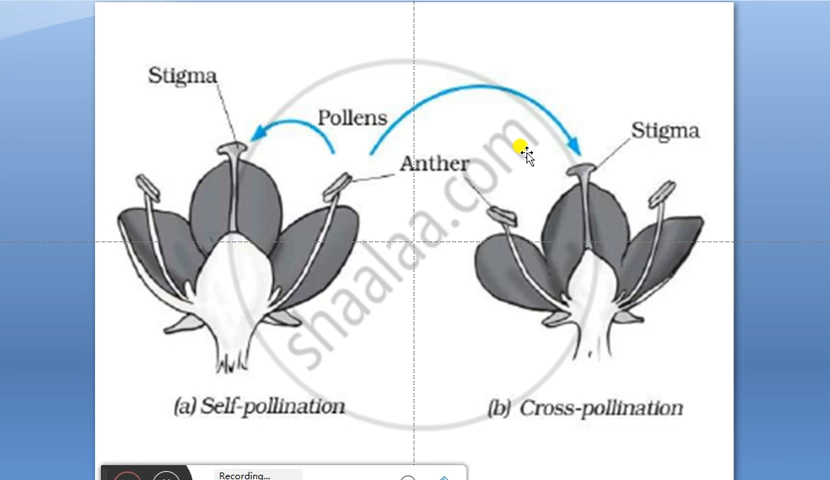 Stigma
Pollens
Stigma
Anther
shaalaa.com
(a) Self-pollination
(b) Cross-pollination
Recording...